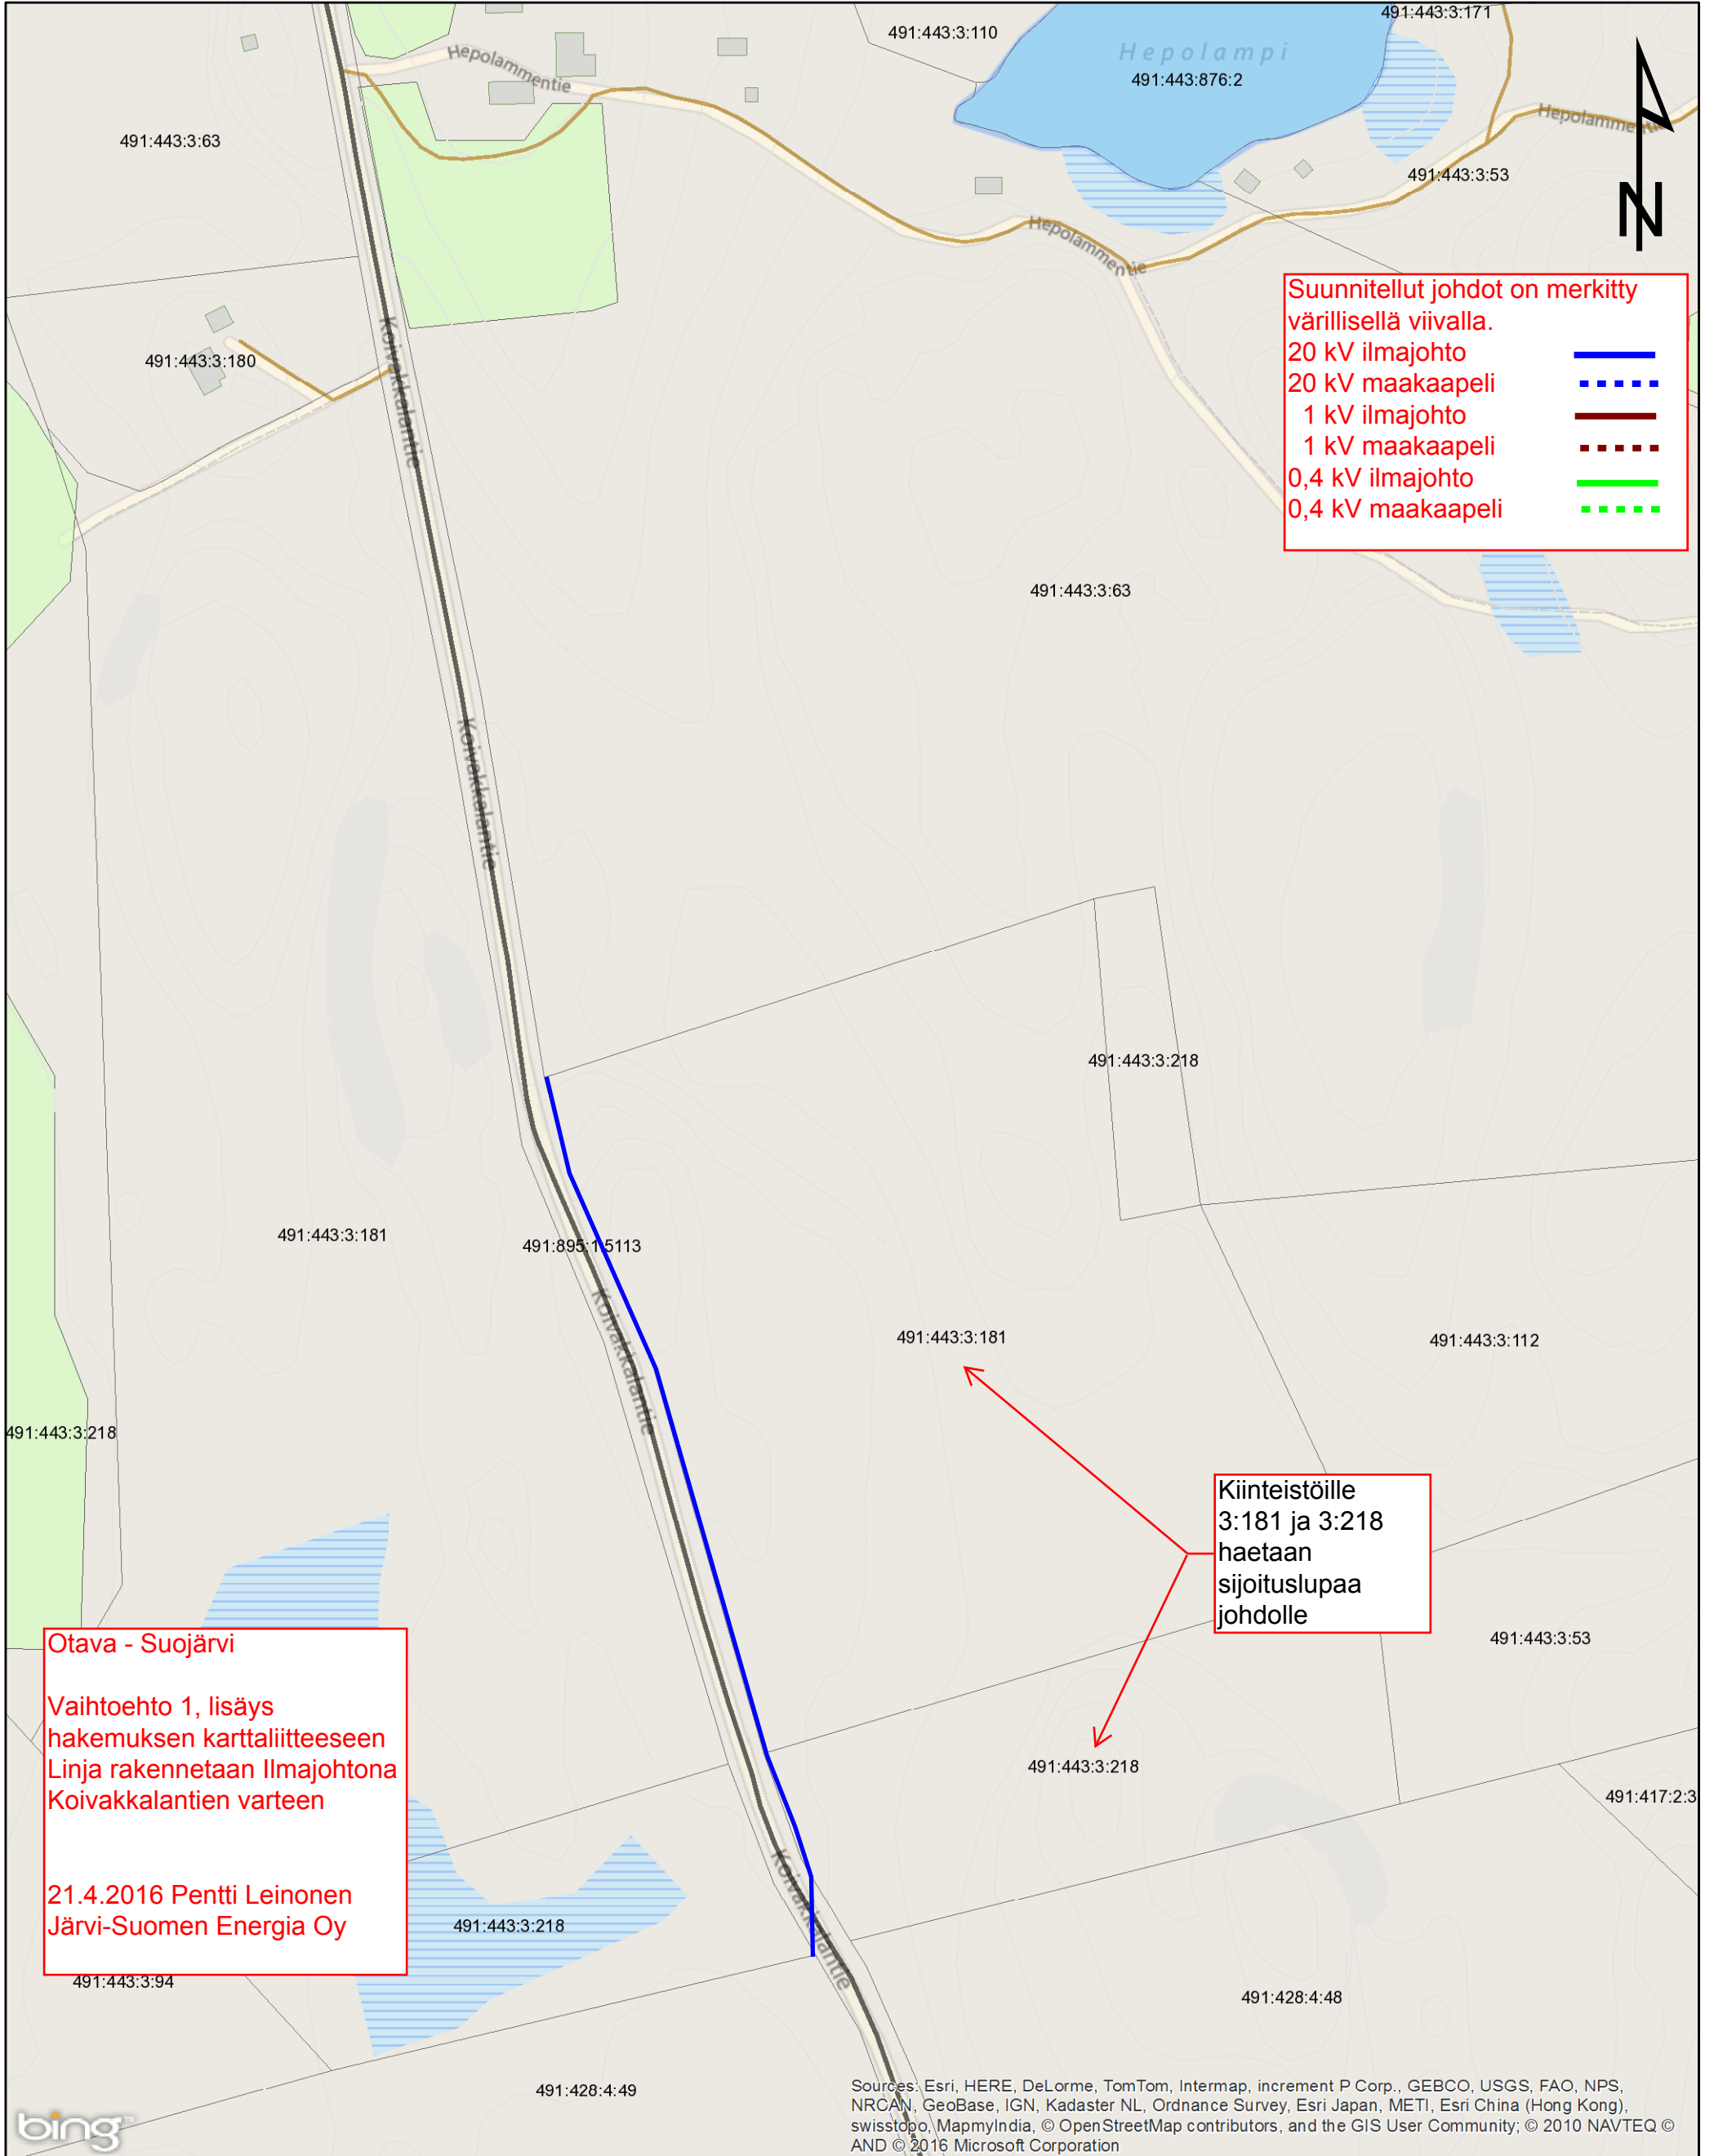 491:443:3:171
491:443:3:110
Hepolampi
491:443:876:2
Hepolammentie
491:443:3:63
Hepolamme
491:443:3:53
N
Hepolammentie
Suunnitellut johdot on merkitty
värillisellä viivalla.
20 kV ilmajohto
20 kV maakaapeli
1 kV ilmajohto
1 kV maakaapeli
0,4 kV ilmajohto
0,4 kV maakaapeli
491:443:3:180
Koivakkalantie
491:443:3:63
Koivakkalantie
491:443:3:218
491:443:3:181
491:895:1:5113
Koivakkalantie
491:443:3:181
491:443:3:112
491:443:3:218
Kiinteistöille
3:181 ja 3:218
haetaan
sijoituslupaa
johdolle
491:443:3:53
Otava - Suojärvi
Vaihtoehto 1, lisäys
hakemuksen karttaliitteeseen
Linja rakennetaan Ilmajohtona
Koivakkalantien varteen
21.4.2016 Pentti Leinonen
Järvi-Suomen Energia Oy
491:443:3:218
491:417:2:3
Koivakkalantie
491:443:3:218
491:443:3:94
491:428:4:48
491:428:4:49
Sources: Esri, HERE, DeLorme, TomTom, Intermap, increment P Corp., GEBCO, USGS, FAO, NPS,
NRCAN, GeoBase, IGN, Kadaster NL, Ordnance Survey, Esri Japan, METI, Esri China (Hong Kong),
swisstopo, MapmyIndia, © OpenStreetMap contributors, and the GIS User Community; © 2010 NAVTEQ ©
AND © 2016 Microsoft Corporation
bing™